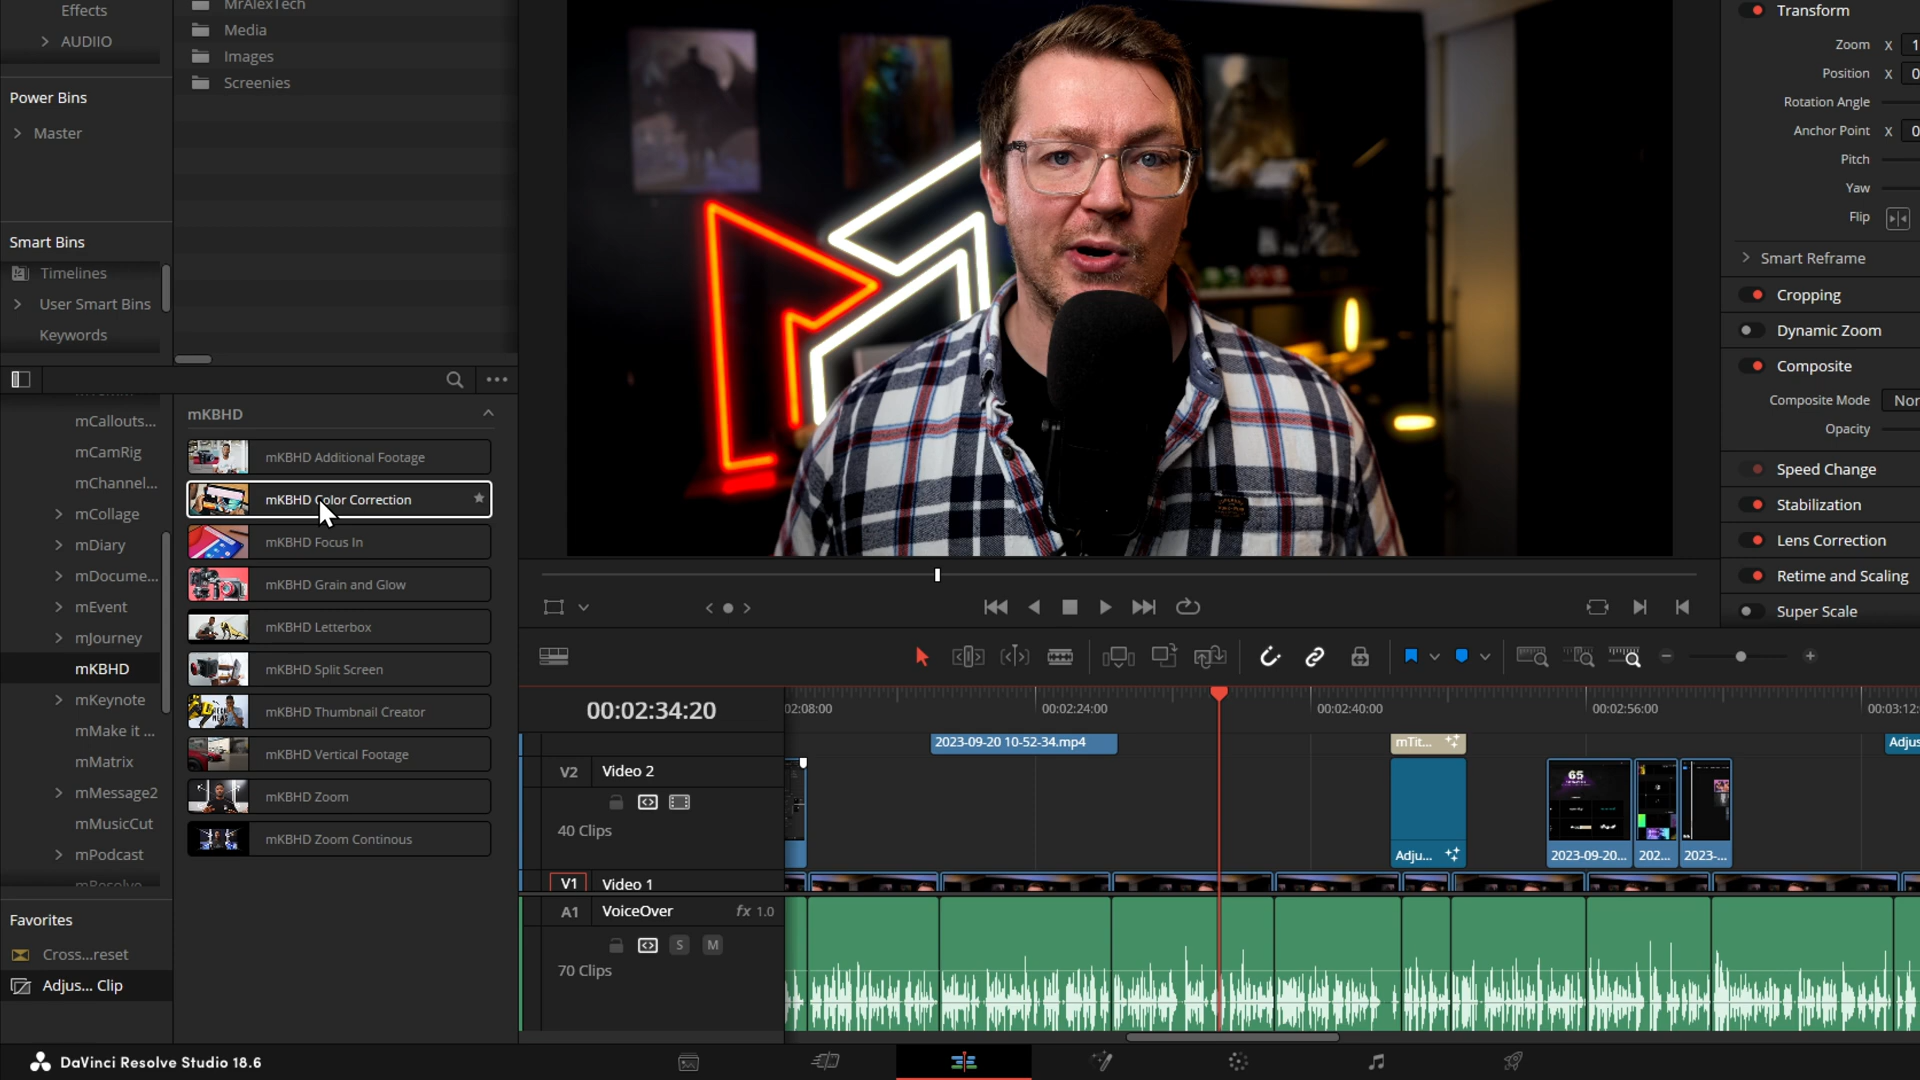 Effects
AUDIIO
Power Bins
Master
Smart Bins
Timelines
User Smart Bins
Keywords
MrAlexTech
Media
Images
Screenies
mCallouts...
mCamRig
mChannel...
mCollage
mDiary
mDocume...
mEvent
mJourney
mKBHD
mKeynote
mMake it ...
mMatrix
mMessage2
mMusicCut
mPodcast
mResolve
mKBHD
mKBHD Additional Footage
mKBHD Color Correction
mKBHD Focus In
mKBHD Grain and Glow
mKBHD Letterbox
mKBHD Split Screen
mKBHD Thumbnail Creator
mKBHD Vertical Footage
mKBHD Zoom
mKBHD Zoom Continous
Favorites
Cross...reset
Adjus... Clip
Transform
Zoom X 1
Position X 0
Rotation Angle
Anchor Point X 0
Pitch
Yaw
Flip
Smart Reframe
Cropping
Dynamic Zoom
Composite
Composite Mode Nor
Opacity
Speed Change
Stabilization
Lens Correction
Retime and Scaling
Super Scale
00:02:34:20
02:08:00
00:02:24:00
00:02:40:00
00:02:56:00
00:03:12:
2023-09-20 10-52-34.mp4
mTit...
Adjus
V2 Video 2
40 Clips
65
Adju...
2023-09-20...
202...
2023-...
V1 Video 1
A1 VoiceOver fx 1.0
S M
70 Clips
DaVinci Resolve Studio 18.6